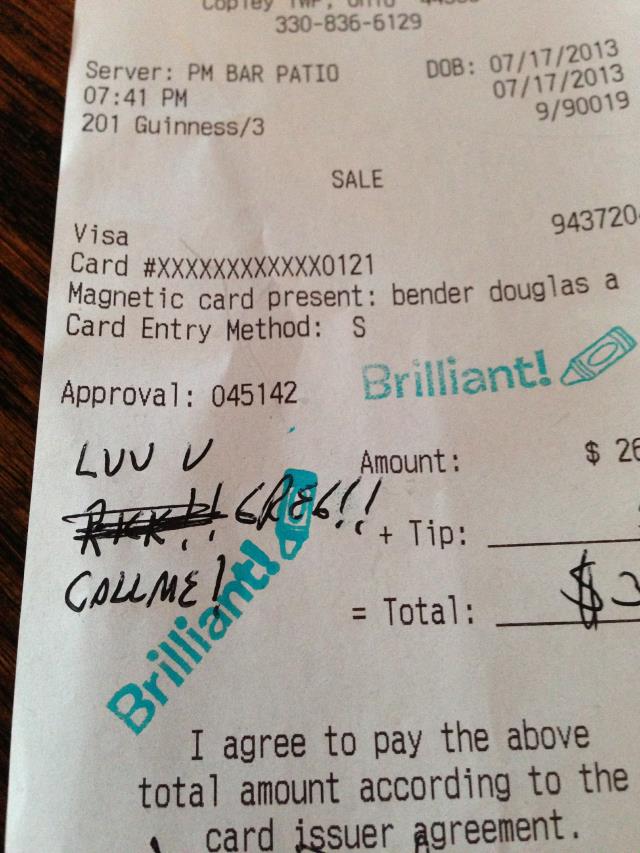 Copley TWP, Ohio
330-836-6129
Server: PM BAR PATIO DOB: 07/17/2013
07:41 PM 07/17/2013
201 Guinness/3 9/90019
SALE
Visa 943720
Card #XXXXXXXXXXXX0121
Magnetic card present: bender douglas a
Card Entry Method: S
Brilliant!
Approval: 045142
LUV U
Amount: $ 26
GREG!!
+ Tip:
CALL ME!
Brilliant!
= Total: $
I agree to pay the above
total amount according to the
card issuer agreement.